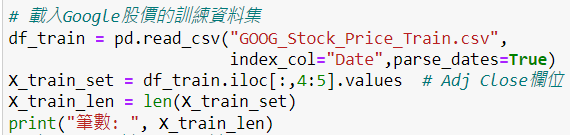 # 載入Google股價的訓練資料集
df_train = pd.read_csv("GOOG_Stock_Price_Train.csv",
index_col="Date",parse_dates=True)
X_train_set = df_train.iloc[:,4:5].values  # Adj Close欄位
X_train_len = len(X_train_set)
print("筆數: ", X_train_len)